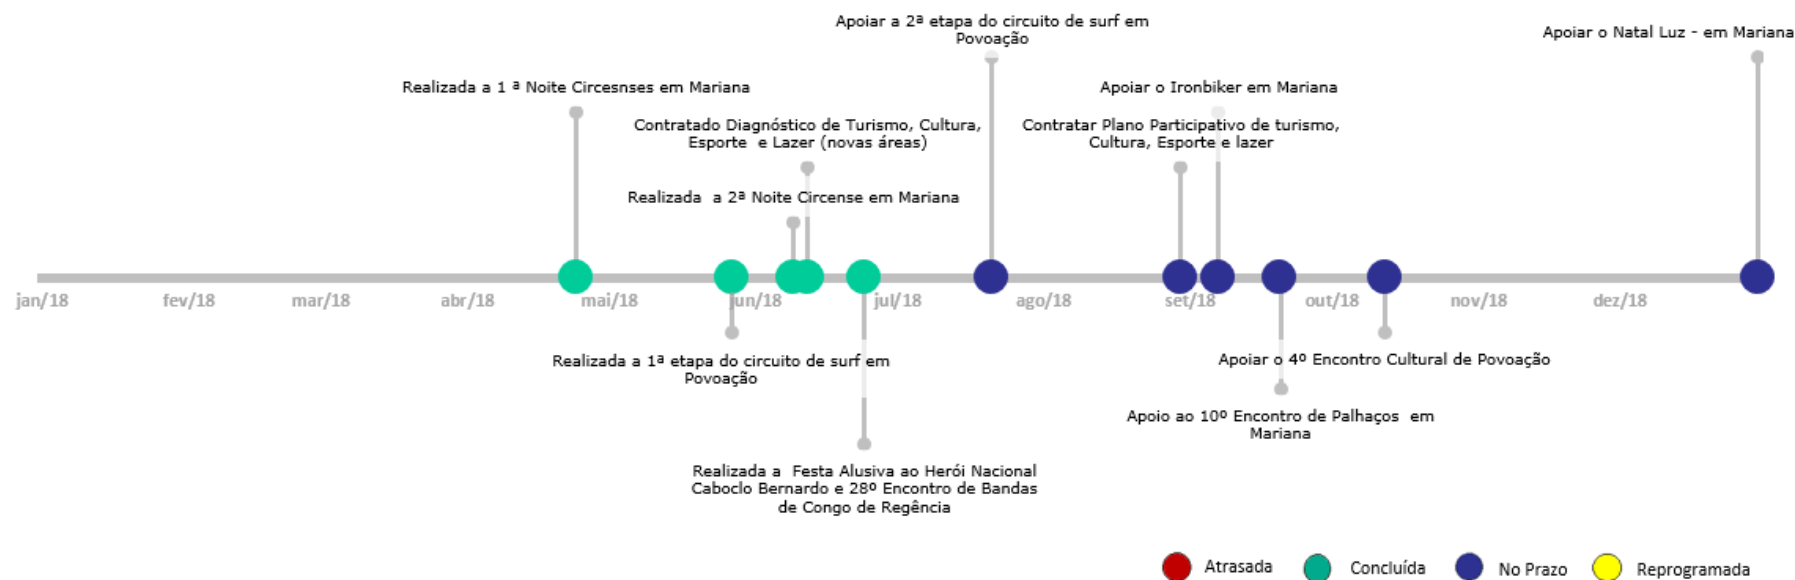 Apoiar a 2ª etapa do circuito de surf em
Povoação
Apoiar o Natal Luz - em Mariana
Realizada a 1 ª Noite Circesnses em Mariana
Apoiar o Ironbiker em Mariana
Contratado Diagnóstico de Turismo, Cultura,
Esporte  e Lazer (novas áreas)
Contratar Plano Participativo de turismo,
Cultura, Esporte e lazer
Realizada  a 2ª Noite Circense em Mariana
jan/18
fev/18
mar/18
abr/18
mai/18
jun/18
jul/18
ago/18
set/18
out/18
nov/18
dez/18
Realizada a 1ª etapa do circuito de surf em
Povoação
Apoiar o 4º Encontro Cultural de Povoação
Apoio ao 10º Encontro de Palhaços  em
Mariana
Realizada a  Festa Alusiva ao Herói Nacional
Caboclo Bernardo e 28º Encontro de Bandas
de Congo de Regência
Atrasada
Concluída
No Prazo
Reprogramada